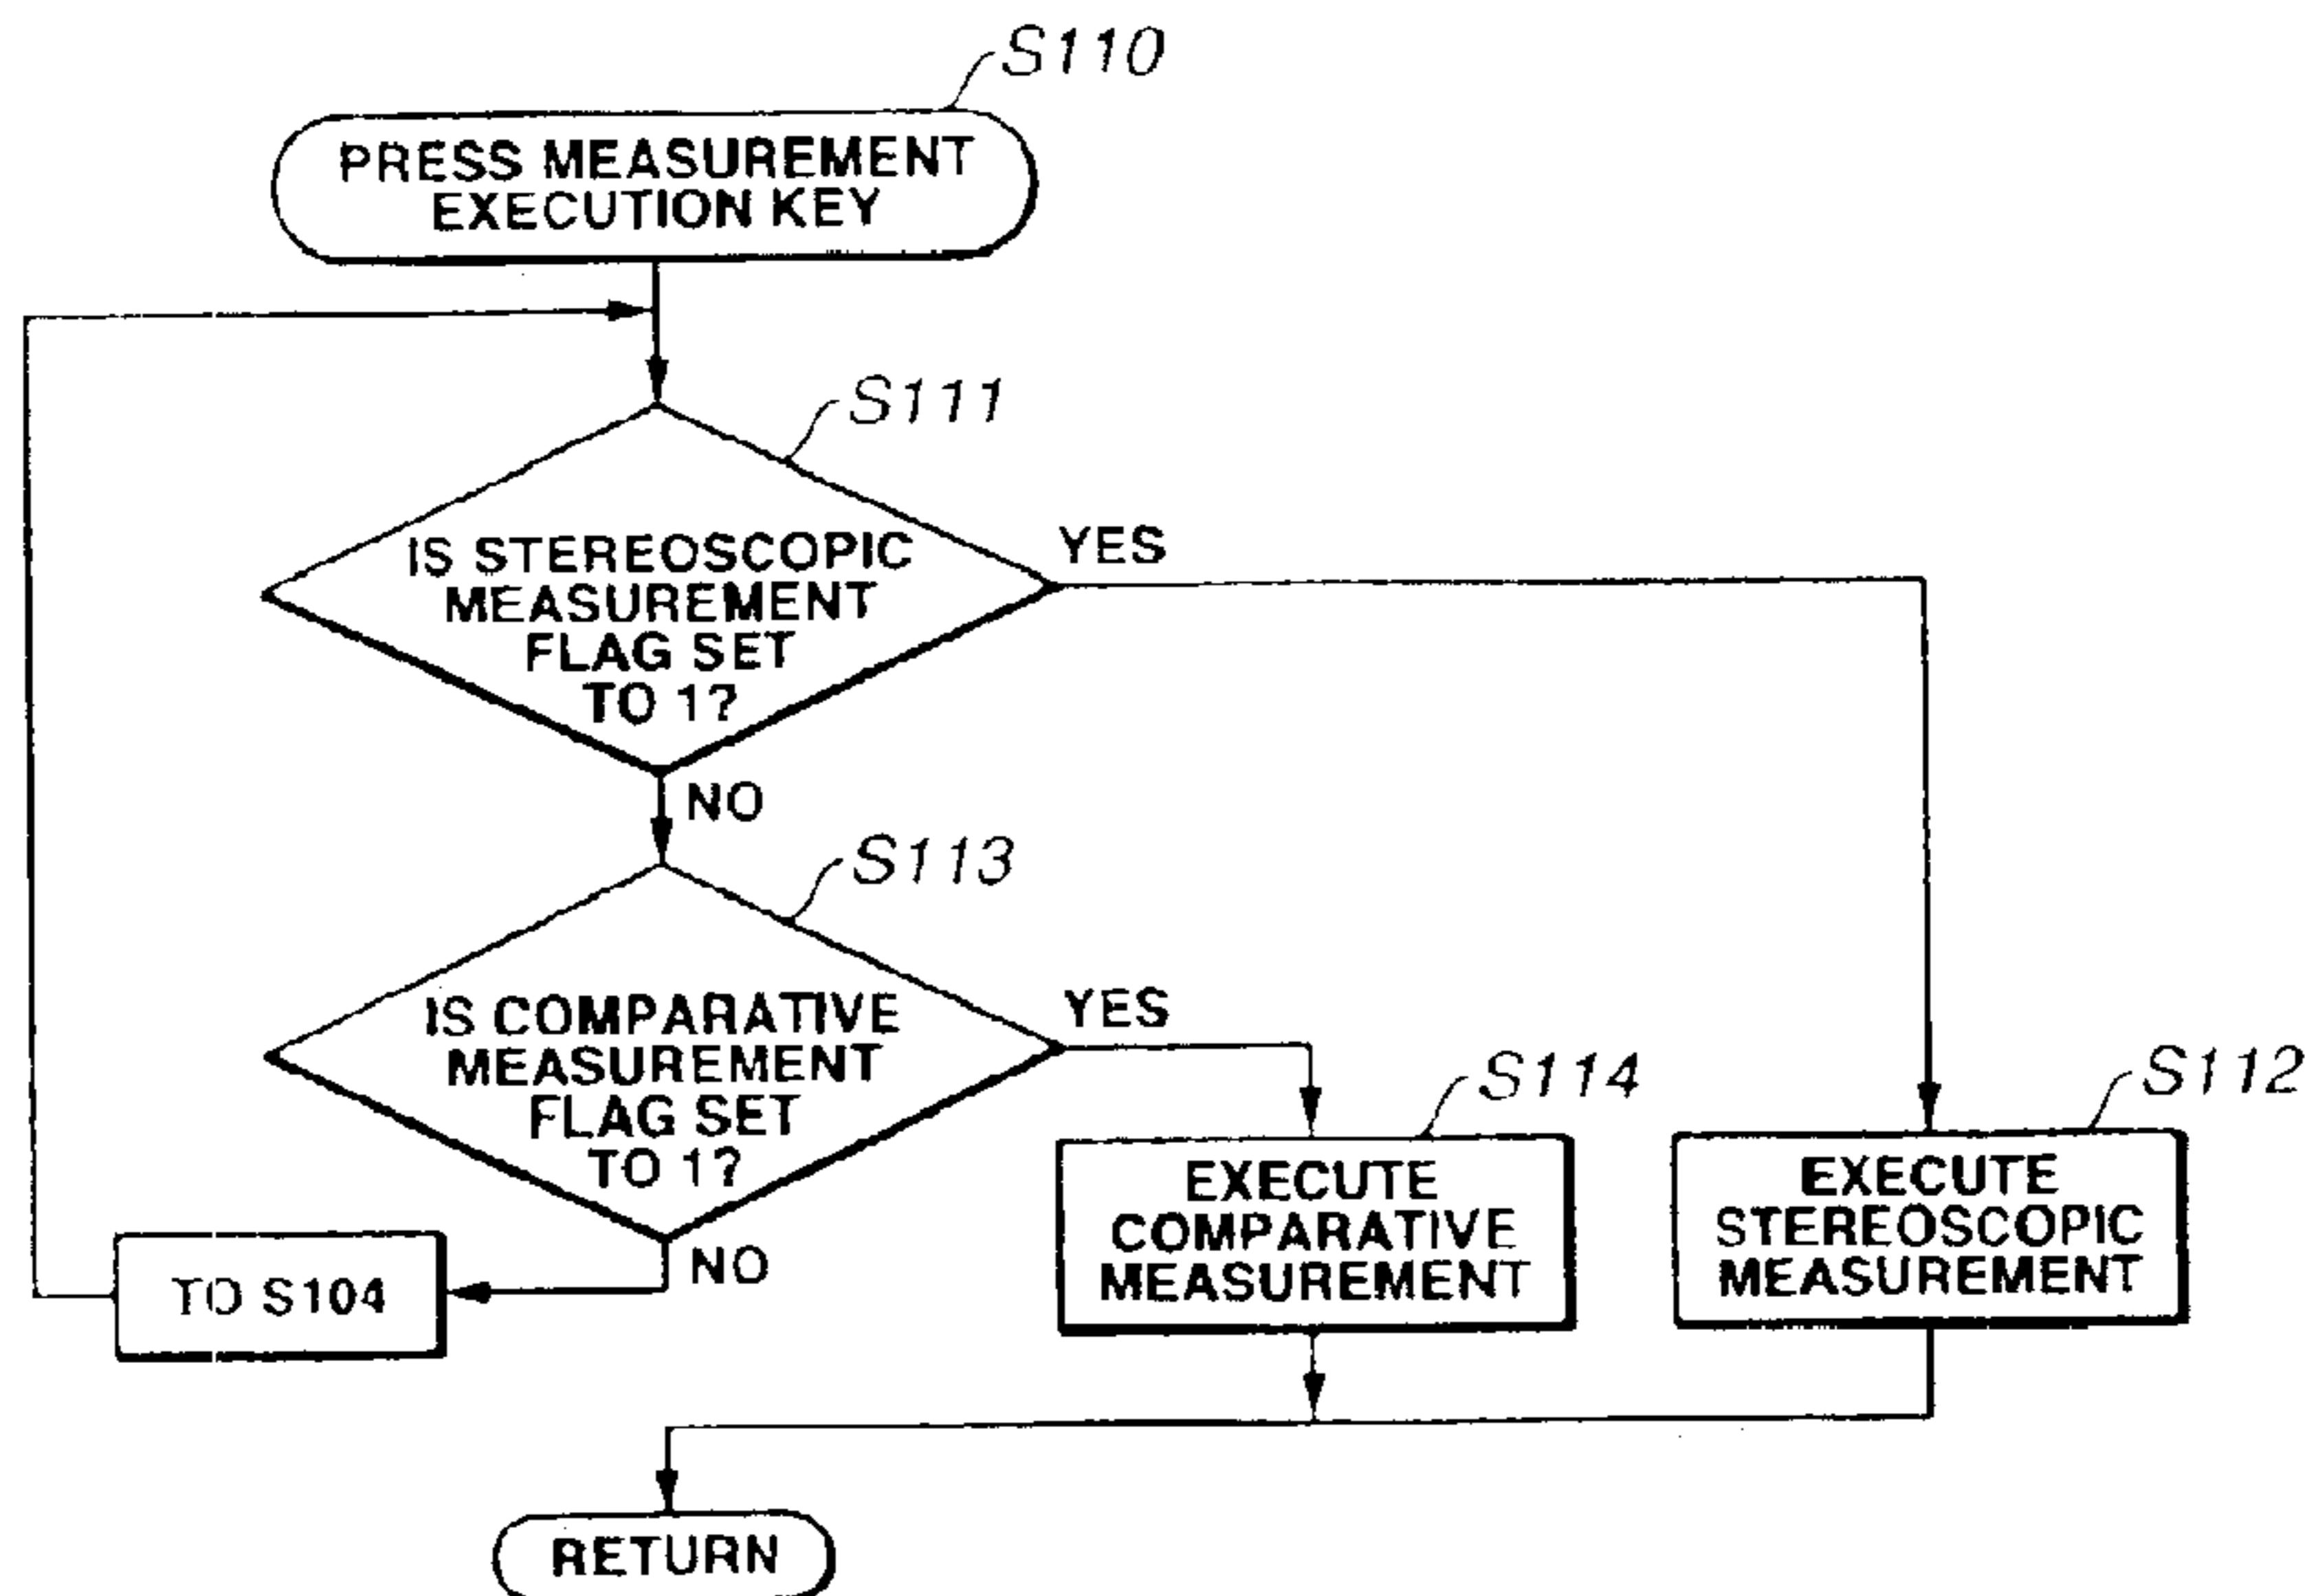 S110
PRESS MEASUREMENT
EXECUTION KEY
S111
IS STEREOSCOPIC
MEASUREMENT
FLAG SET
TO 1?
YES
NO
S113
IS COMPARATIVE
MEASUREMENT
FLAG SET
TO 1?
YES
NO
TO S104
S114
EXECUTE
COMPARATIVE
MEASUREMENT
S112
EXECUTE
STEREOSCOPIC
MEASUREMENT
RETURN